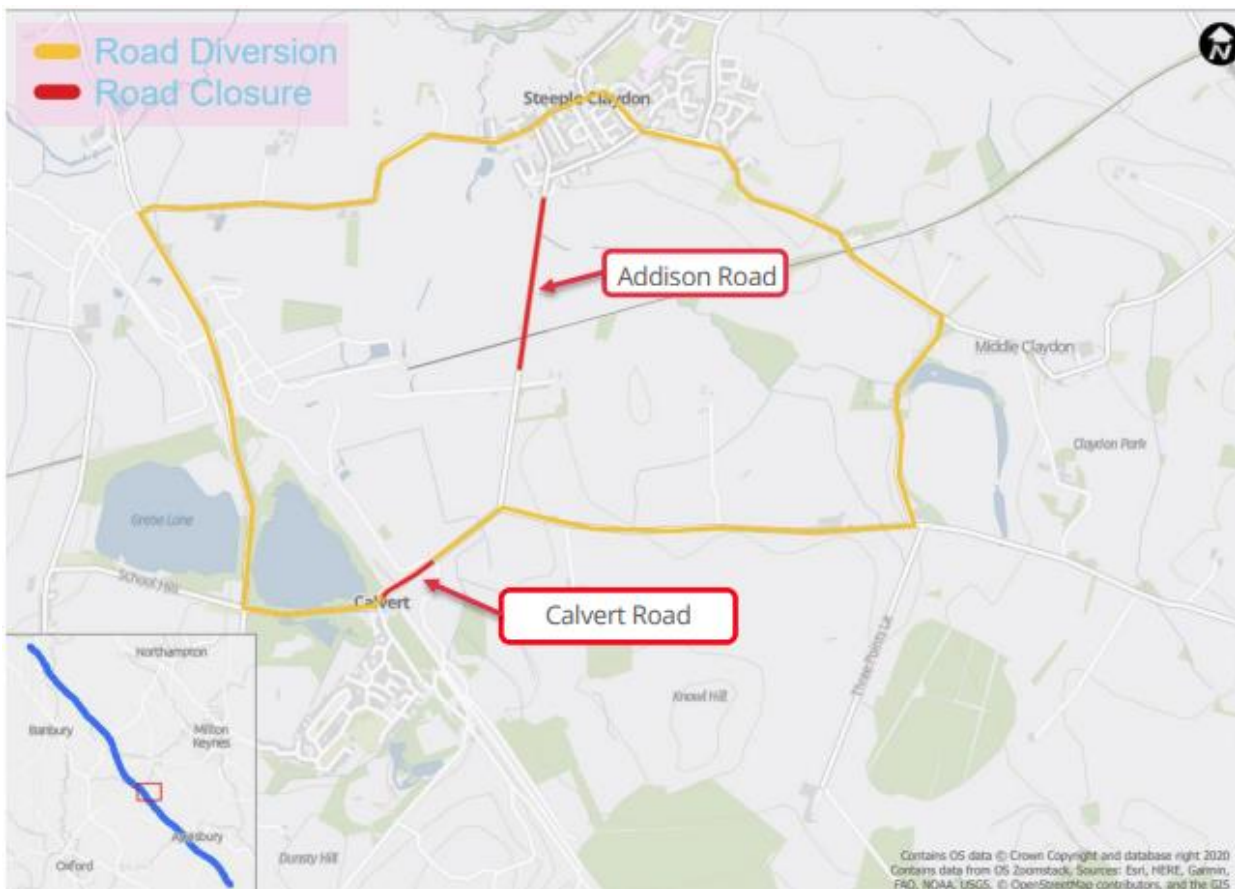 Road Diversion
Road Closure
N
Steeple Claydon
Addison Road
Middle Claydon
Claydon Park
Grebe Lane
School Hill
Calvert
Calvert Road
Three Points Ln
Knowl Hill
Northampton
Banbury
Milton
Keynes
Aylesbury
Oxford
Dunsty Hill
Contains OS data © Crown Copyright and database right 2020
Contains data from OS Zoomstack, Sources: Esri, HERE, Garmin,
FAO, NOAA, USGS, © OpenStreetMap contributors, and the GIS